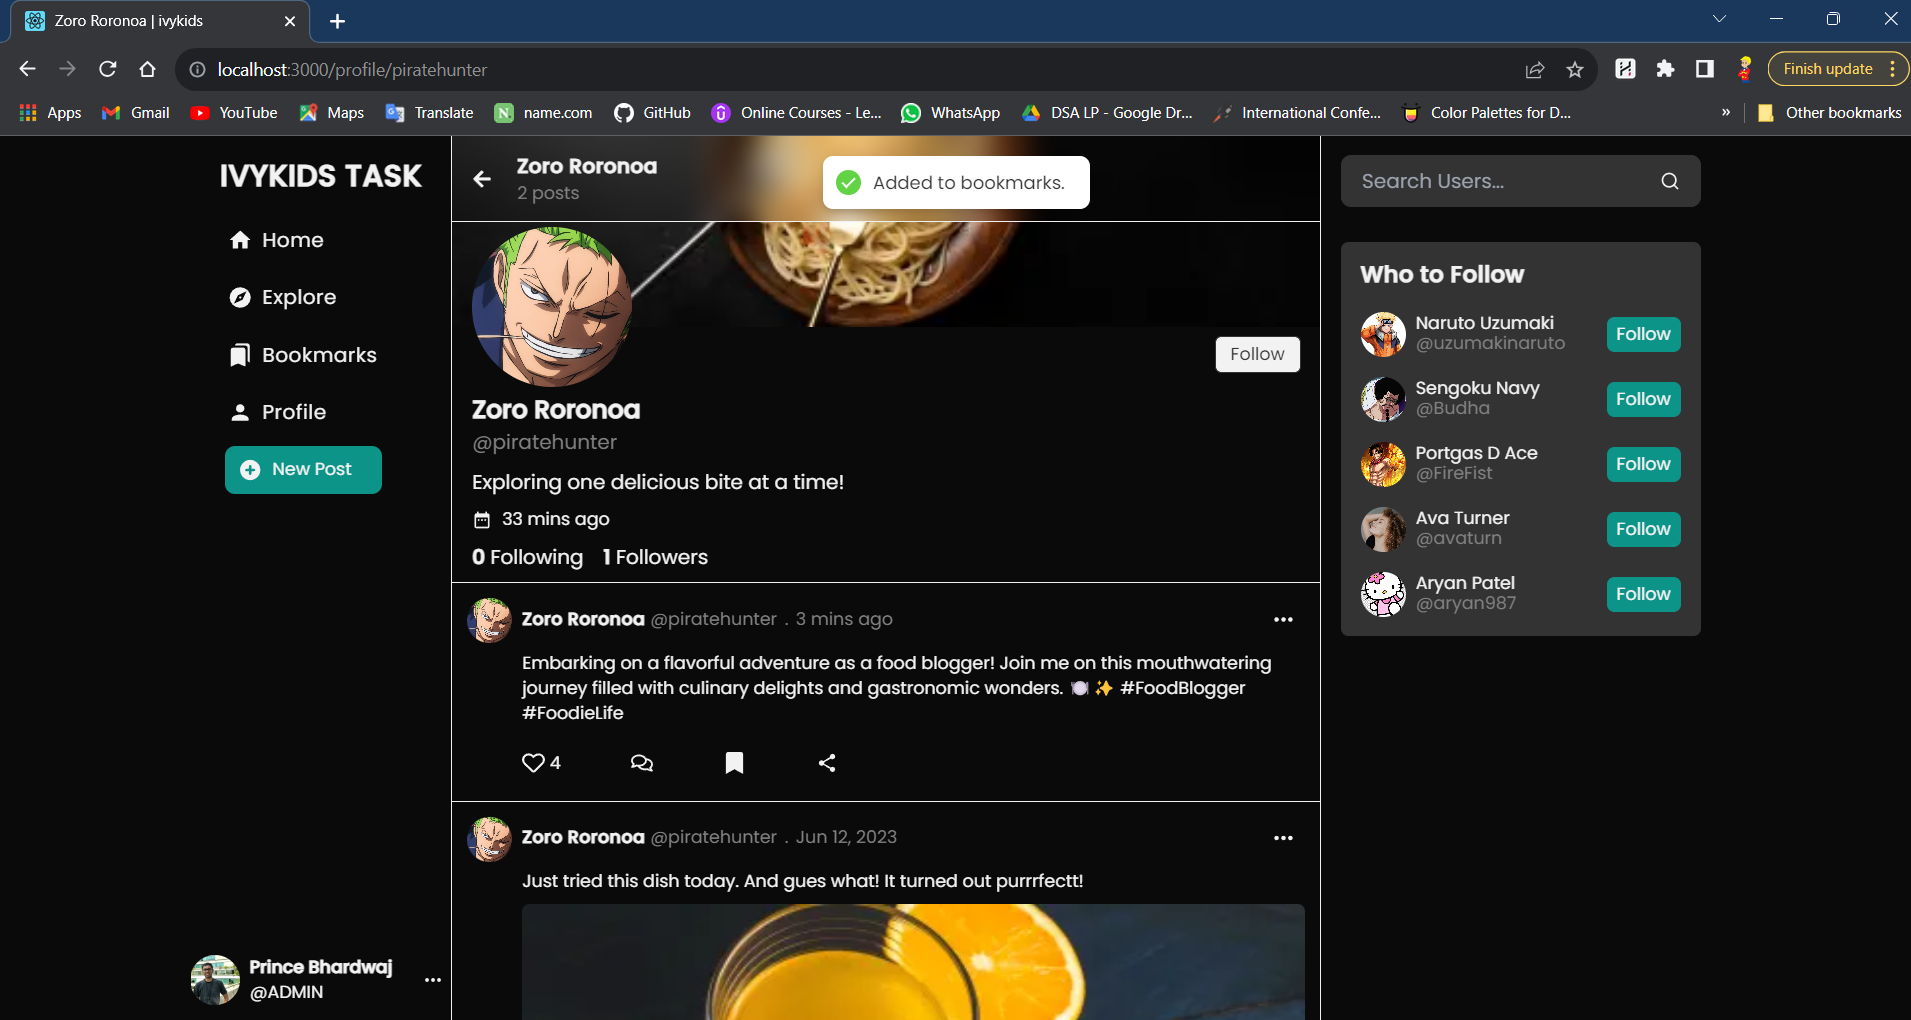 Zoro Roronoa | ivykids
localhost:3000/profile/piratehunter
Finish update
Apps
Gmail
YouTube
Maps
Translate
name.com
GitHub
Online Courses - Le...
WhatsApp
DSA LP - Google Dr...
International Confe...
Color Palettes for D...
»
Other bookmarks
IVYKIDS TASK
Home
Explore
Bookmarks
Profile
New Post
Prince Bhardwaj
@ADMIN
Zoro Roronoa
2 posts
Added to bookmarks.
Follow
Zoro Roronoa
@piratehunter
Exploring one delicious bite at a time!
33 mins ago
0 Following 1 Followers
Zoro Roronoa @piratehunter . 3 mins ago
Embarking on a flavorful adventure as a food blogger! Join me on this mouthwatering
journey filled with culinary delights and gastronomic wonders. 🍽️ ✨ #FoodBlogger
#FoodieLife
4
Zoro Roronoa @piratehunter . Jun 12, 2023
Just tried this dish today. And gues what! It turned out purrrfectt!
Search Users...
Who to Follow
Naruto Uzumaki
@uzumakinaruto
Follow
Sengoku Navy
@Budha
Follow
Portgas D Ace
@FireFist
Follow
Ava Turner
@avaturn
Follow
Aryan Patel
@aryan987
Follow